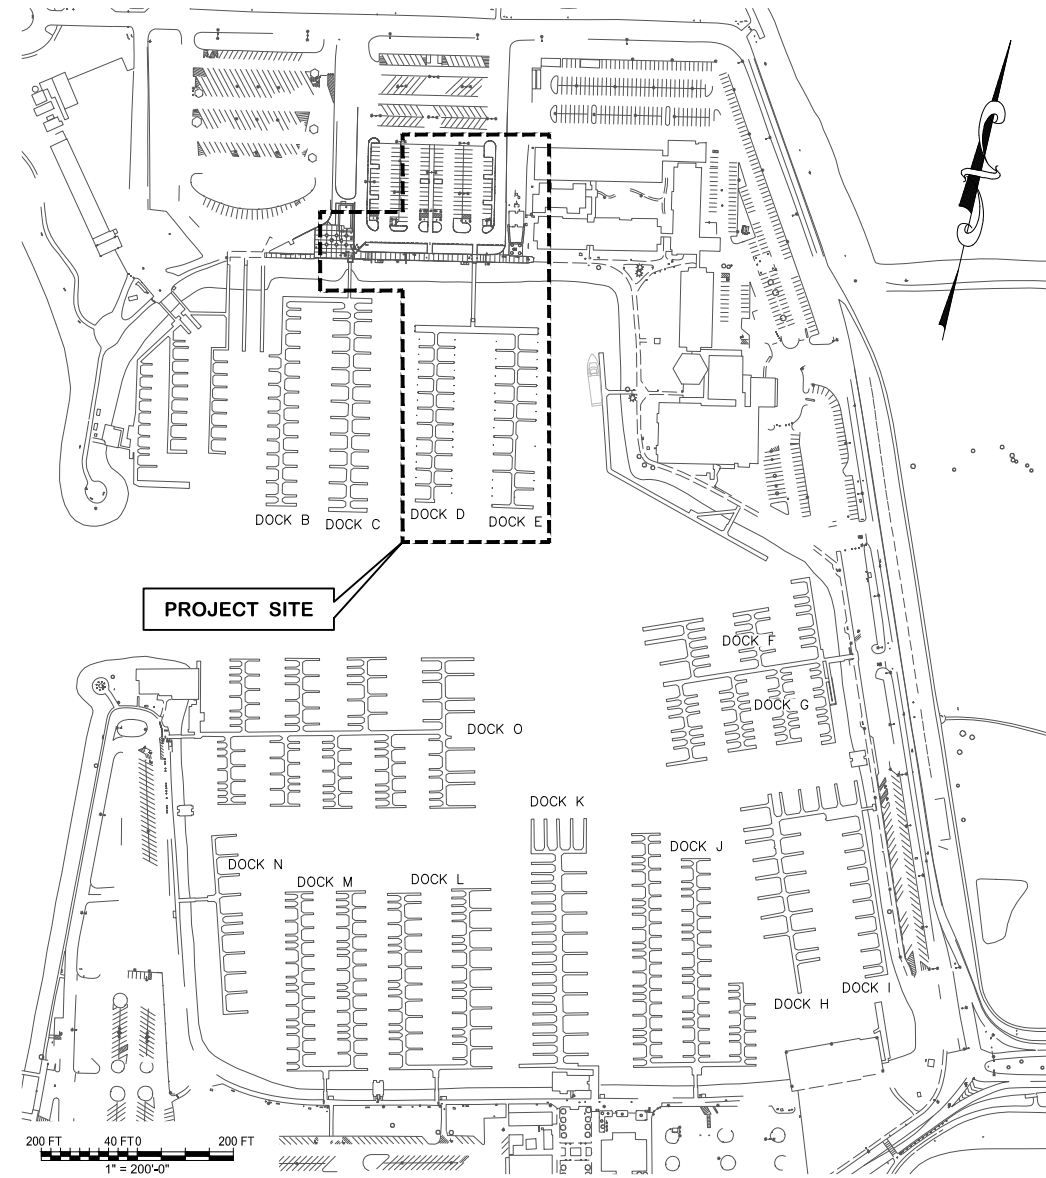 DOCK B
DOCK C
DOCK D
DOCK E
PROJECT SITE
DOCK F
DOCK G
DOCK O
DOCK K
DOCK J
DOCK N
DOCK M
DOCK L
DOCK H
DOCK I
200 FT 40 FT 0 200 FT
1" = 200'-0"